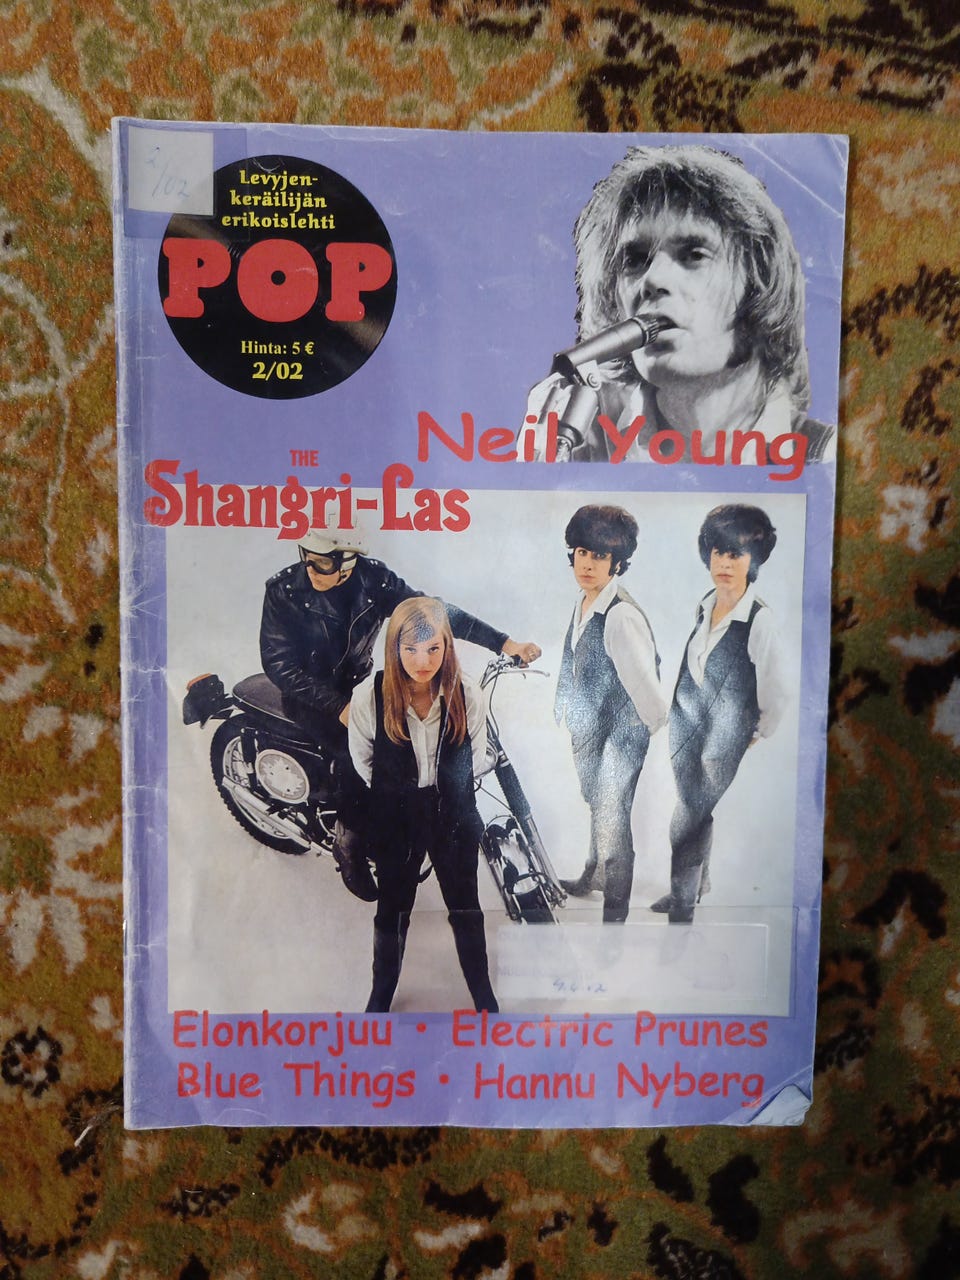 2/02
Levyjen-
keräilijän
erikoislehti
POP
Hinta: 5 €
2/02
Neil Young
THE
Shangri-Las
Elonkorjuu • Electric Prunes
Blue Things • Hannu Nyberg